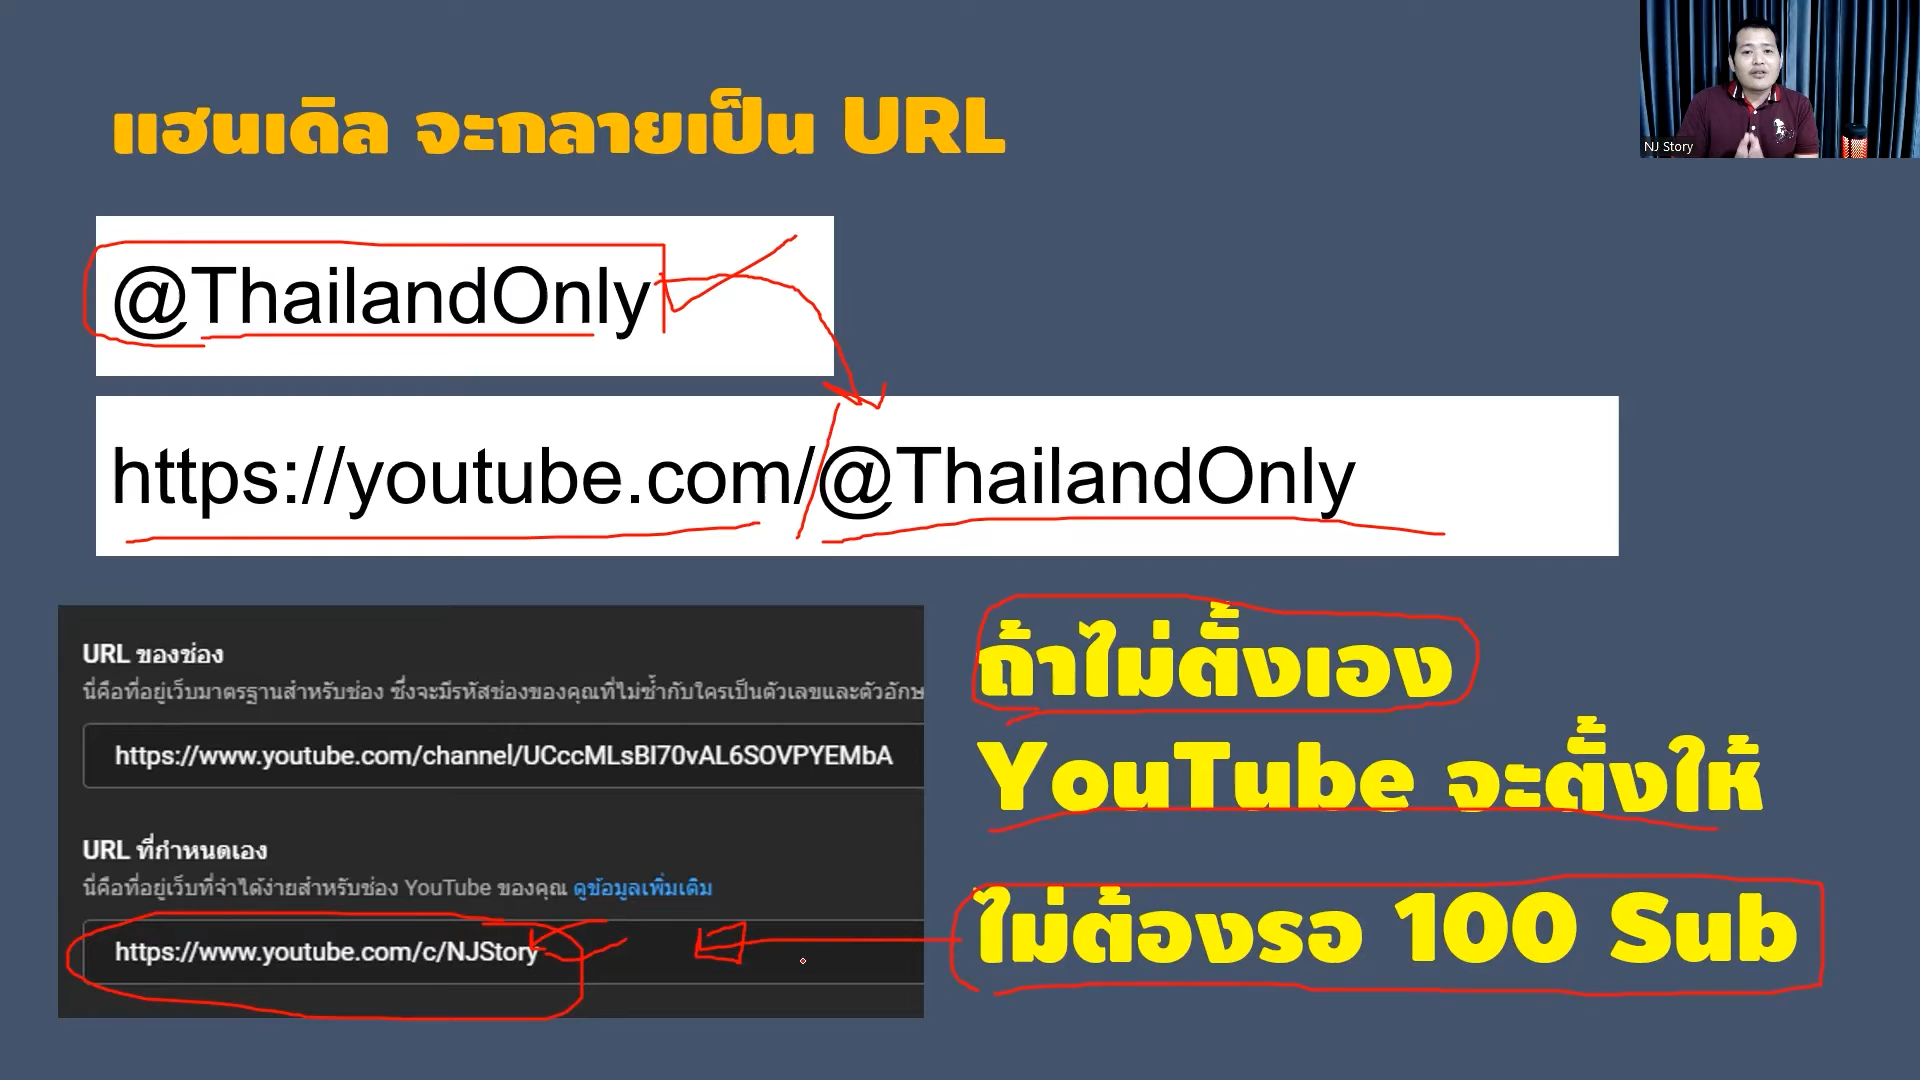 แฮนเดิล จะกลายเป็น URL
NJ Story
@ThailandOnly
https://youtube.com/@ThailandOnly
URL ของช่อง
นี่คือที่อยู่เว็บมาตรฐานสำหรับช่อง ซึ่งจะมีรหัสช่องของคุณที่ไม่ซ้ำกับใครเป็นตัวเลขและตัวอักษ
https://www.youtube.com/channel/UCccMLsBI70vAL6SOVPYEMbA
URL ที่กำหนดเอง
นี่คือที่อยู่เว็บที่จำได้ง่ายสำหรับช่อง YouTube ของคุณ ดูข้อมูลเพิ่มเติม
https://www.youtube.com/c/NJStory
ถ้าไม่ตั้งเอง
YouTube จะตั้งให้
ไม่ต้องรอ 100 Sub